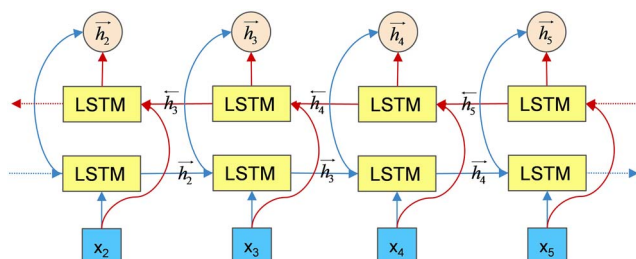 →h₂ →h₃ →h₄ →h₅
LSTM ←h₃ LSTM ←h₄ LSTM ←h₅ LSTM
LSTM →h₂ LSTM →h₃ LSTM →h₄ LSTM
x₂ x₃ x₄ x₅